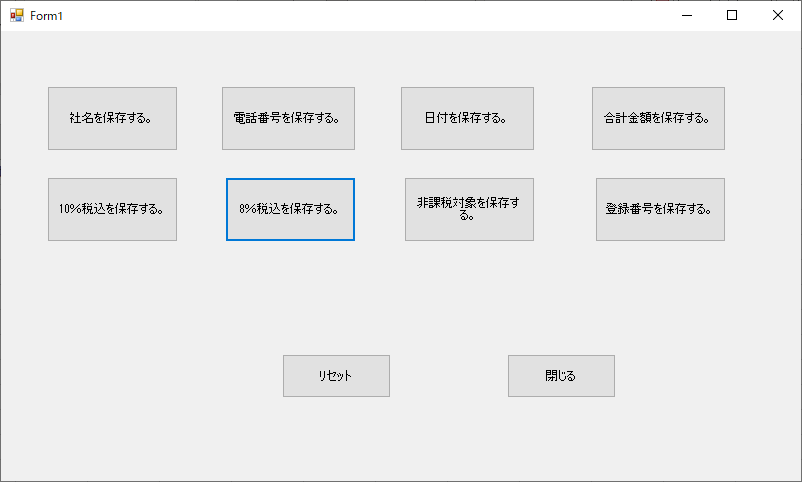 Form1
社名を保存する。
電話番号を保存する。
日付を保存する。
合計金額を保存する。
10%税込を保存する。
8%税込を保存する。
非課税対象を保存す
る。
登録番号を保存する。
リセット
閉じる